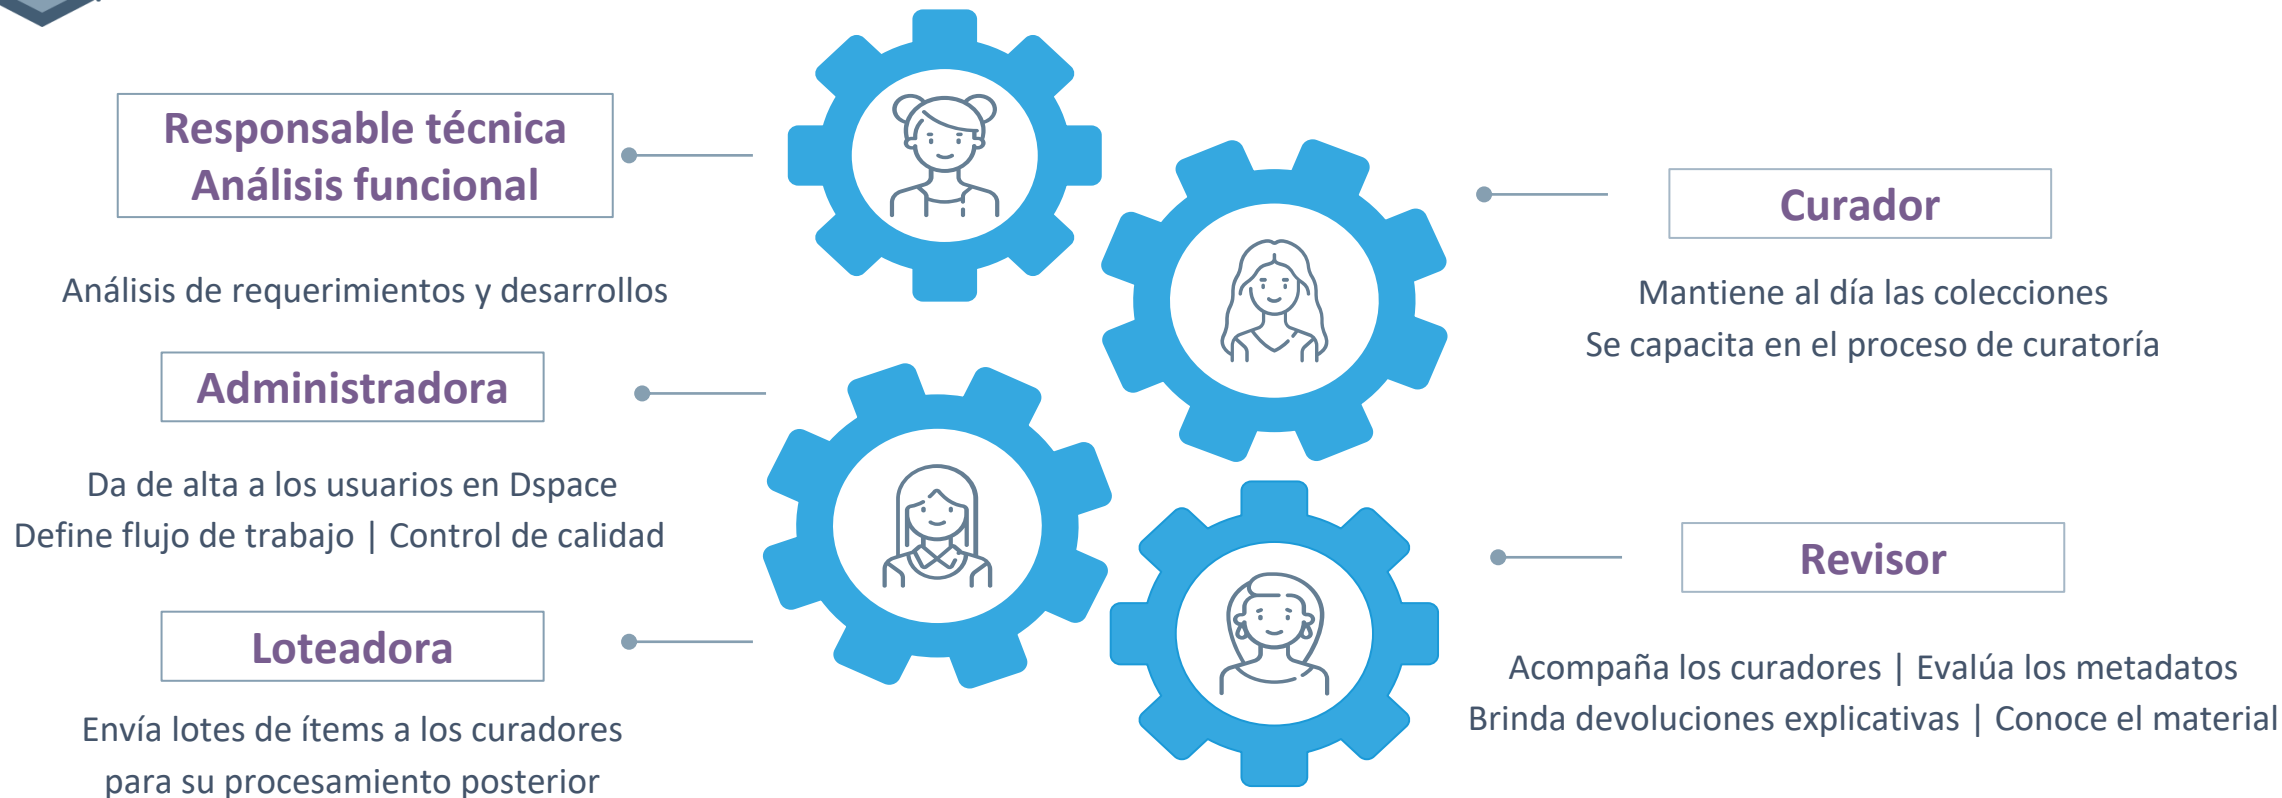 Responsable técnica
Análisis funcional
Análisis de requerimientos y desarrollos
Administradora
Da de alta a los usuarios en Dspace
Define flujo de trabajo | Control de calidad
Loteadora
Envía lotes de ítems a los curadores
para su procesamiento posterior
Curador
Mantiene al día las colecciones
Se capacita en el proceso de curatoría
Revisor
Acompaña los curadores | Evalúa los metadatos
Brinda devoluciones explicativas | Conoce el material